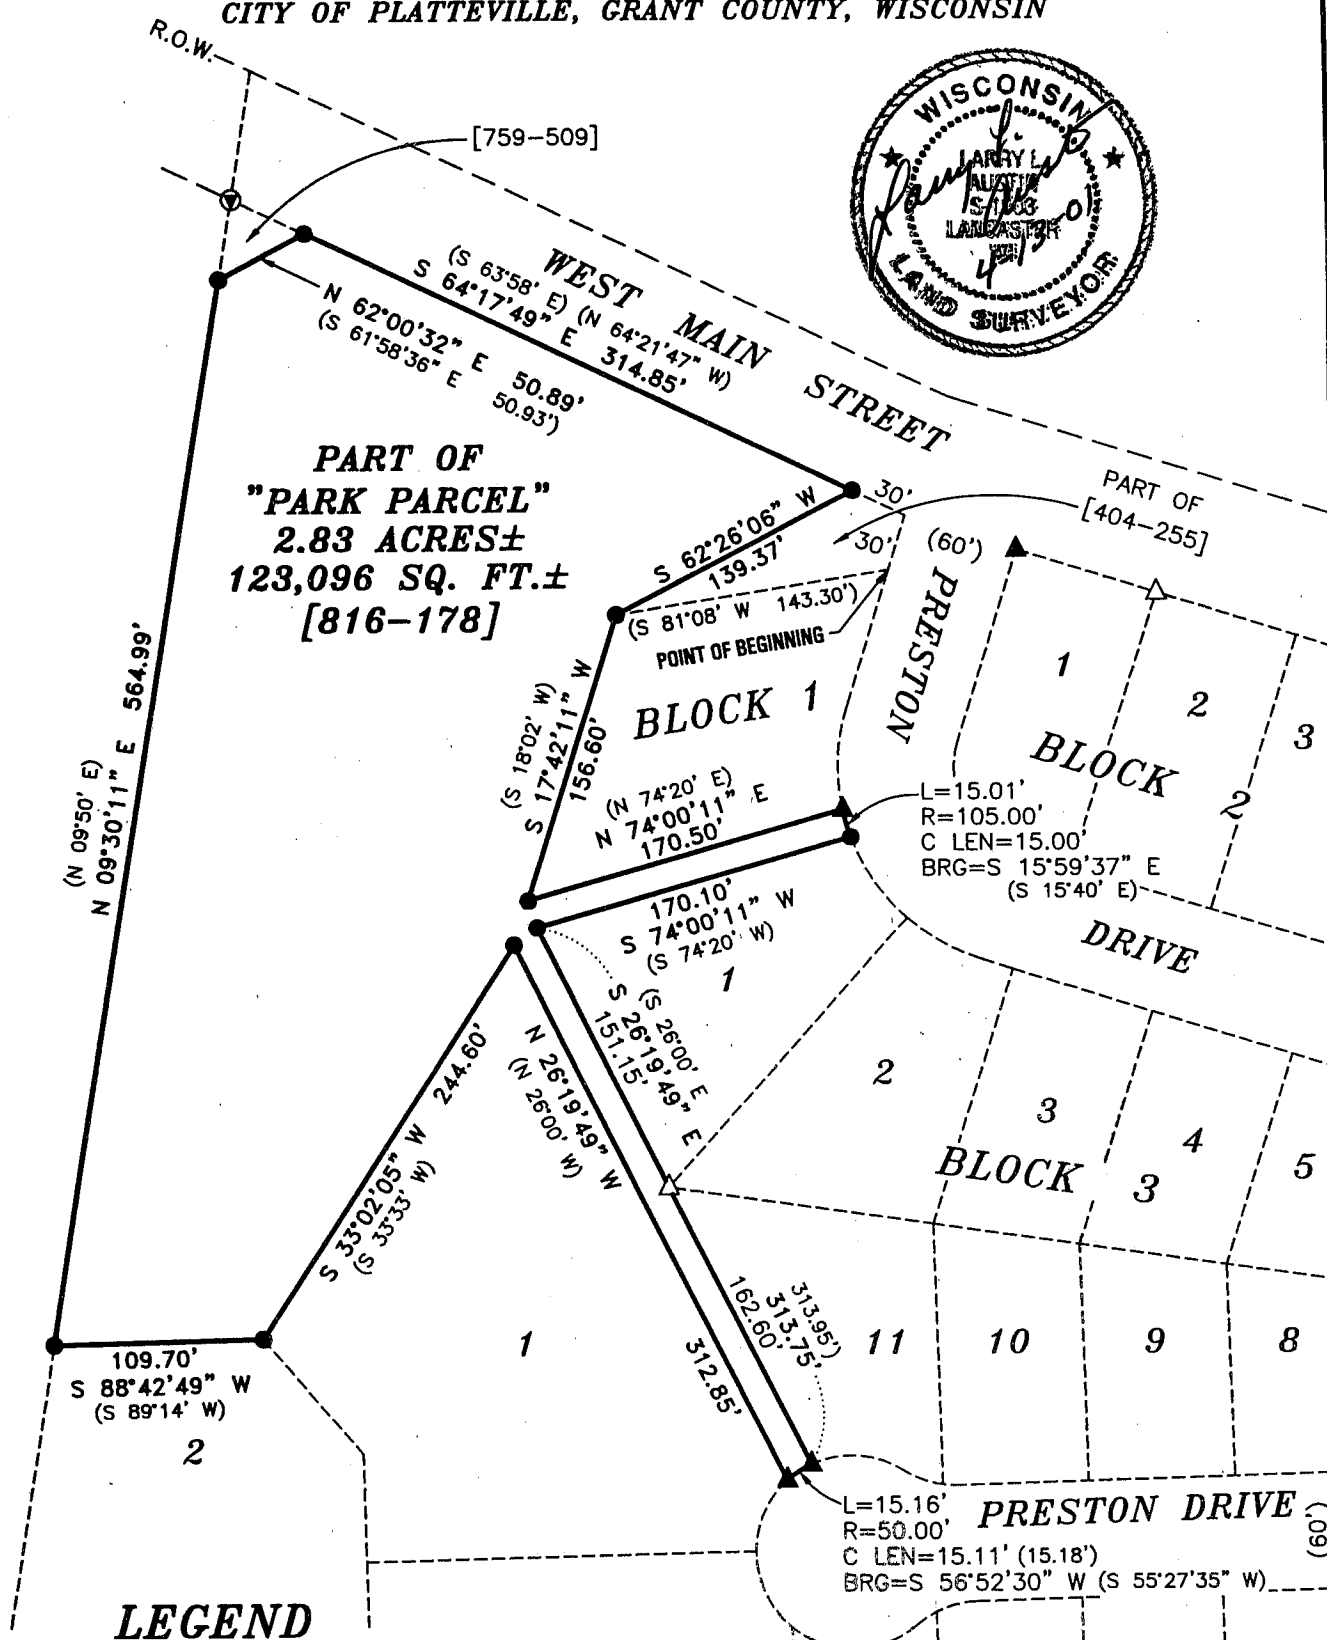 CITY OF PLATTEVILLE, GRANT COUNTY, WISCONSIN
R.O.W.
[759-509]
WISCONSIN
LARRY L.
AUSTIN
LANCASTER
LAND SURVEYOR
WEST MAIN STREET
(S 63°58' E) (N 64°21'47" W)
S 64°17'49" E 314.85'
N 62°00'32" E 50.89'
(S 61°58'36" E 50.93')
PART OF
"PARK PARCEL"
2.83 ACRES±
123,096 SQ. FT.±
[816-178]
30'
30'
(60')
PART OF
[404-255]
S 62°26'06" W
139.37'
(S 81°08' W 143.30')
POINT OF BEGINNING
PRESTON
BLOCK 1
1
2
3
BLOCK 2
(N 09°50' E)
N 09°30'11" E 564.99'
(S 18°02' W)
S 17°42'11" W
156.60'
(N 74°20' E)
N 74°00'11" E
170.50'
L=15.01'
R=105.00'
C LEN=15.00'
BRG=S 15°59'37" E
(S 15°40' E)
170.10'
S 74°00'11" W
(S 74°20' W)
1
DRIVE
(S 26°00' E
S 26°19'49" E
151.15'
N 26°19'49" W
(N 26°00' W)
2
3
4
5
BLOCK 3
S 33°02'05" W 244.60'
(S 33°33' W)
313.95')
313.75'
162.60'
312.85'
1
11
10
9
8
109.70'
S 88°42'49" W
(S 89°14' W)
2
L=15.16'
R=50.00'
C LEN=15.11' (15.18')
BRG=S 56°52'30" W (S 55°27'35" W)
PRESTON DRIVE
(60')
LEGEND